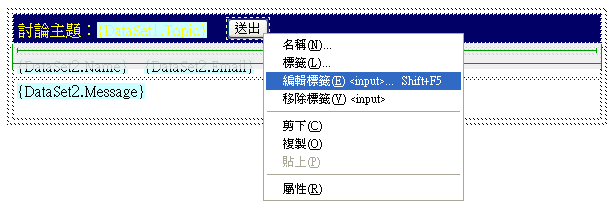 討論主題：{DataSet1.Topic} 送出
{DataSet2.Name} {DataSet2.Email}
{DataSet2.Message}
名稱(N)...
標籤(L)...
編輯標籤(E) <input>... Shift+F5
移除標籤(V) <input>
剪下(C)
複製(O)
貼上(P)
屬性(R)